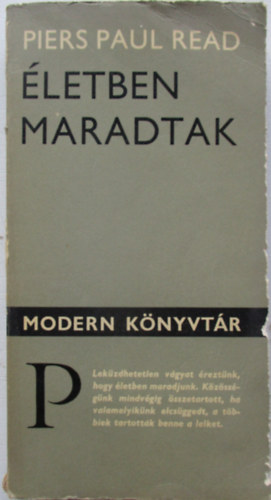 PIERS PAUL READ
ÉLETBEN
MARADTAK
MODERN KÖNYVTÁR
P
Leküzdhetetlen vágyat éreztünk,
hogy életben maradjunk. Közössé-
günk mindvégig összetartott, ha
valamelyikünk elcsüggedt, a töb-
biek tartották benne a lelket.